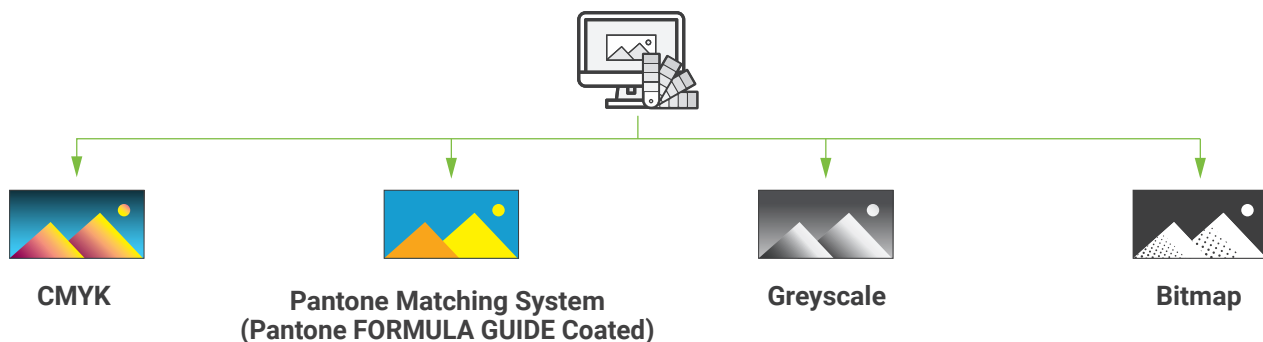 CMYK
Pantone Matching System
(Pantone FORMULA GUIDE Coated)
Greyscale
Bitmap